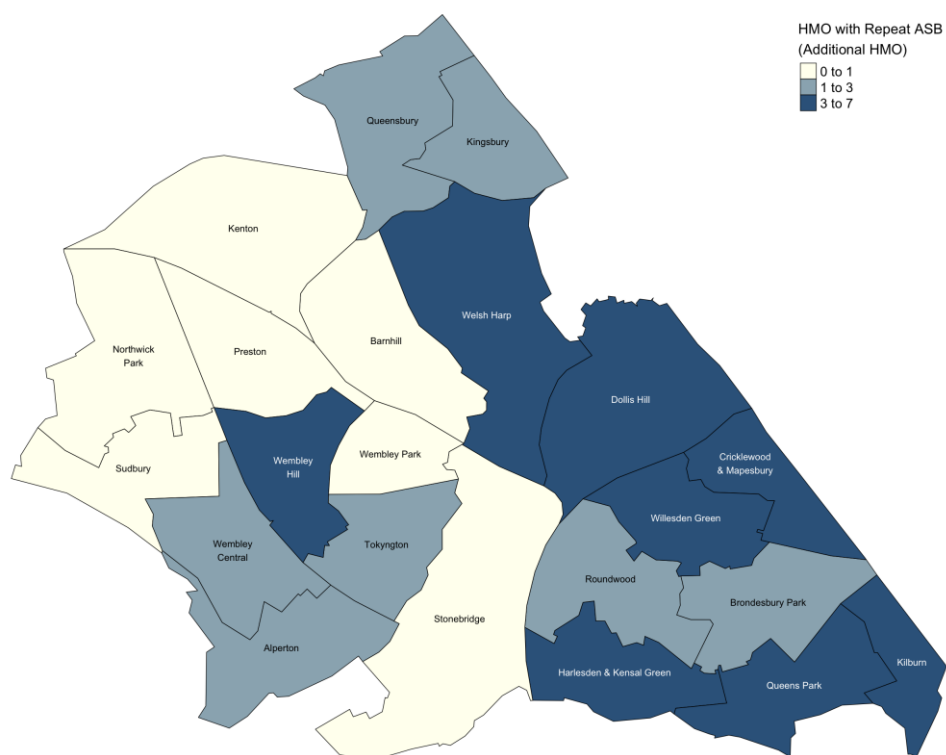 HMO with Repeat ASB
(Additional HMO)
0 to 1
1 to 3
3 to 7
Queensbury
Kingsbury
Kenton
Welsh Harp
Barnhill
Northwick
Park
Preston
Dollis Hill
Cricklewood
& Mapesbury
Wembley Park
Wembley
Hill
Sudbury
Willesden Green
Wembley
Central
Tokyngton
Roundwood
Brondesbury Park
Stonebridge
Alperton
Kilburn
Harlesden & Kensal Green
Queens Park